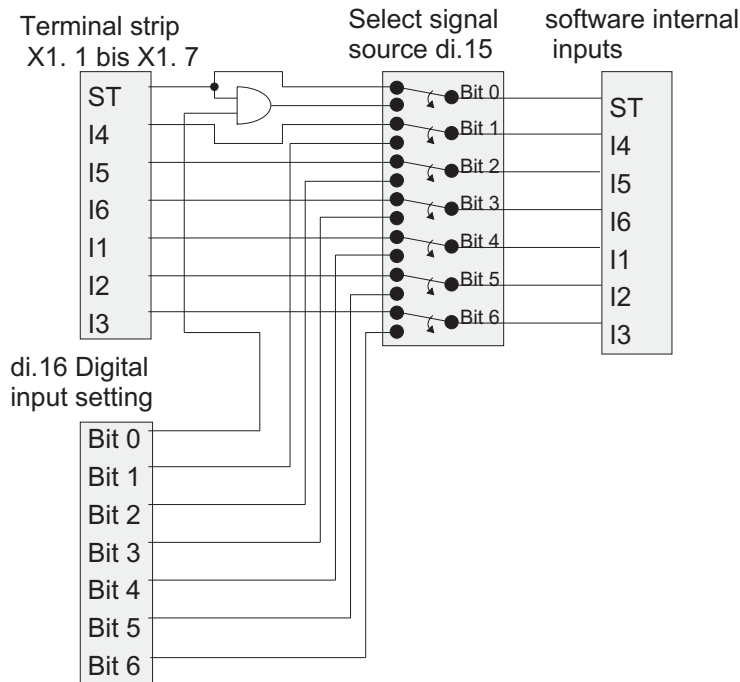 Terminal strip
X1. 1 bis X1. 7
ST
I4
I5
I6
I1
I2
I3
di.16 Digital
input setting
Bit 0
Bit 1
Bit 2
Bit 3
Bit 4
Bit 5
Bit 6
Select signal
source di.15
Bit 0
Bit 1
Bit 2
Bit 3
Bit 4
Bit 5
Bit 6
software internal
inputs
ST
I4
I5
I6
I1
I2
I3